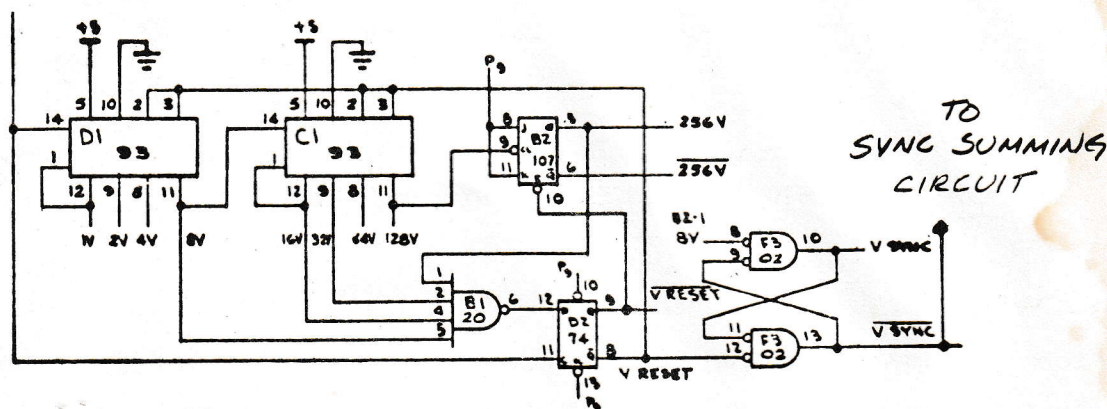 +5
+5
5 10 2 3
14 D1 93
1
12 9 8 11
1V 2V 4V 8V
5 10 2 3
14 C1 93
1
12 9 8 11
16V 32V 64V 128V
P9
8 J B2 107
9
11
10
256V
6 256V
TO
SYNC SUMMING
CIRCUIT
B2-1
8V
8 F3 02 10 V SYNC
9
V RESET
1
2
4
5
B1 20 6
P9
10
12 D2 74 9
11 8
13
P9
V RESET
11 F3 02 13 V SYNC
12